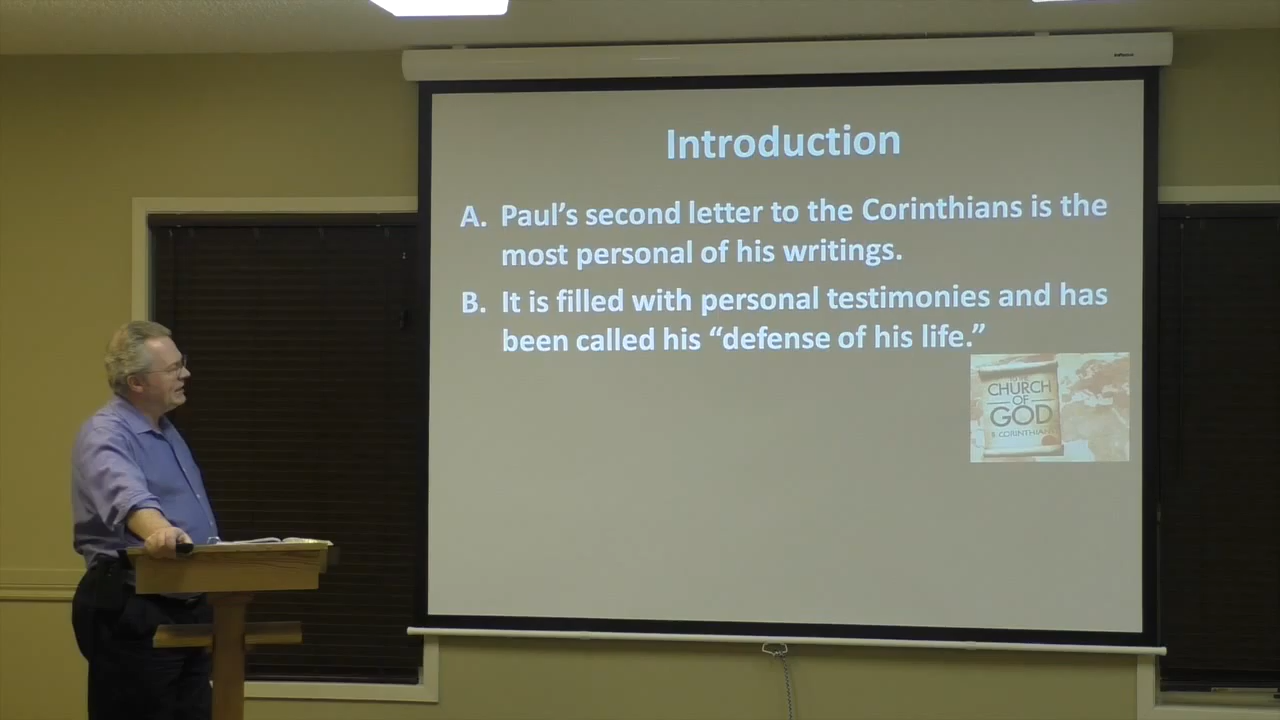 Introduction
A. Paul's second letter to the Corinthians is the
most personal of his writings.
B. It is filled with personal testimonies and has
been called his “defense of his life.”
CHURCH
OF
GOD
CORINTHIANS